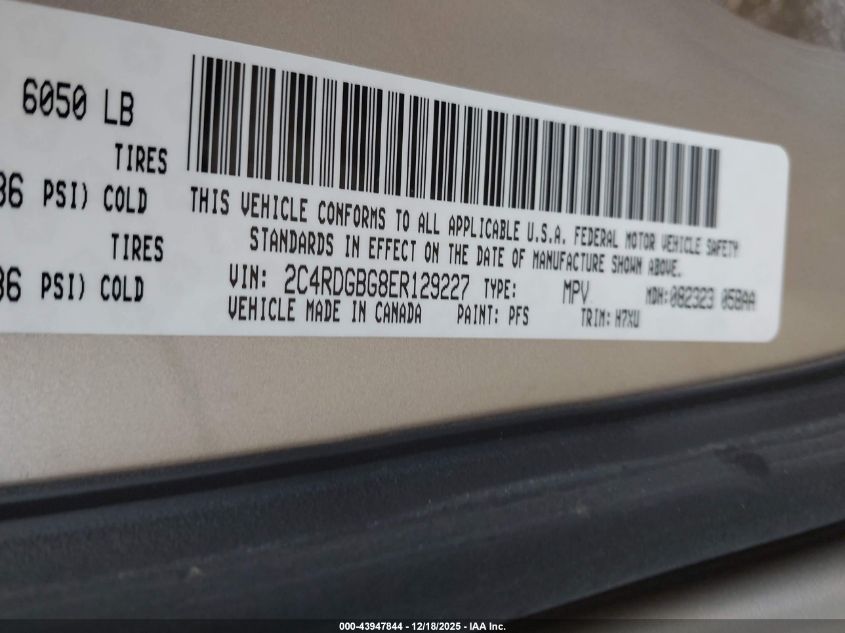 6050 LB
TIRES
36 PSI) COLD
TIRES
36 PSI) COLD
THIS VEHICLE CONFORMS TO ALL APPLICABLE U.S.A. FEDERAL MOTOR VEHICLE SAFETY
STANDARDS IN EFFECT ON THE DATE OF MANUFACTURE SHOWN ABOVE.
VIN: 2C4RDGBG8ER129227 TYPE: MPV MDH:082323 058AA
VEHICLE MADE IN CANADA PAINT: PFS TRIM: H7XU
000-43947844 - 12/18/2025 - IAA Inc.